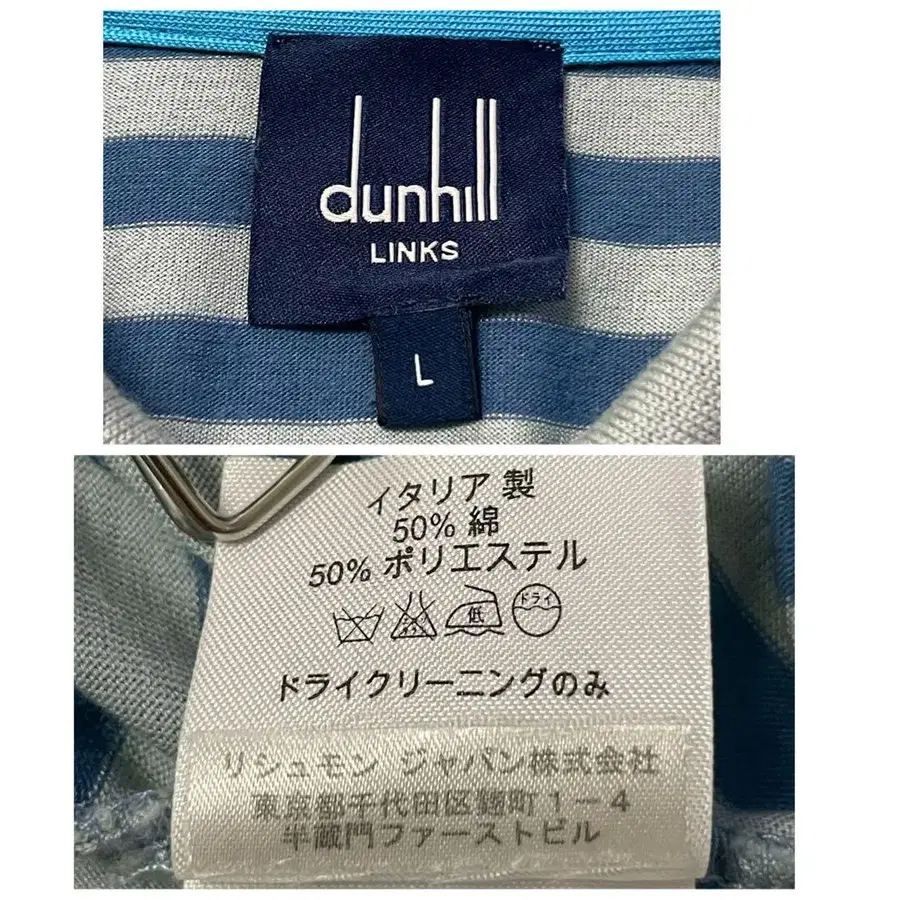 dunhill
LINKS
L
イタリア 製
50% 綿
50% ポリエステル
低
ドライ
ドライクリーニングのみ
リシュモン ジャパン株式会社
東京都千代田区麹町1-4
半蔵門ファーストビル